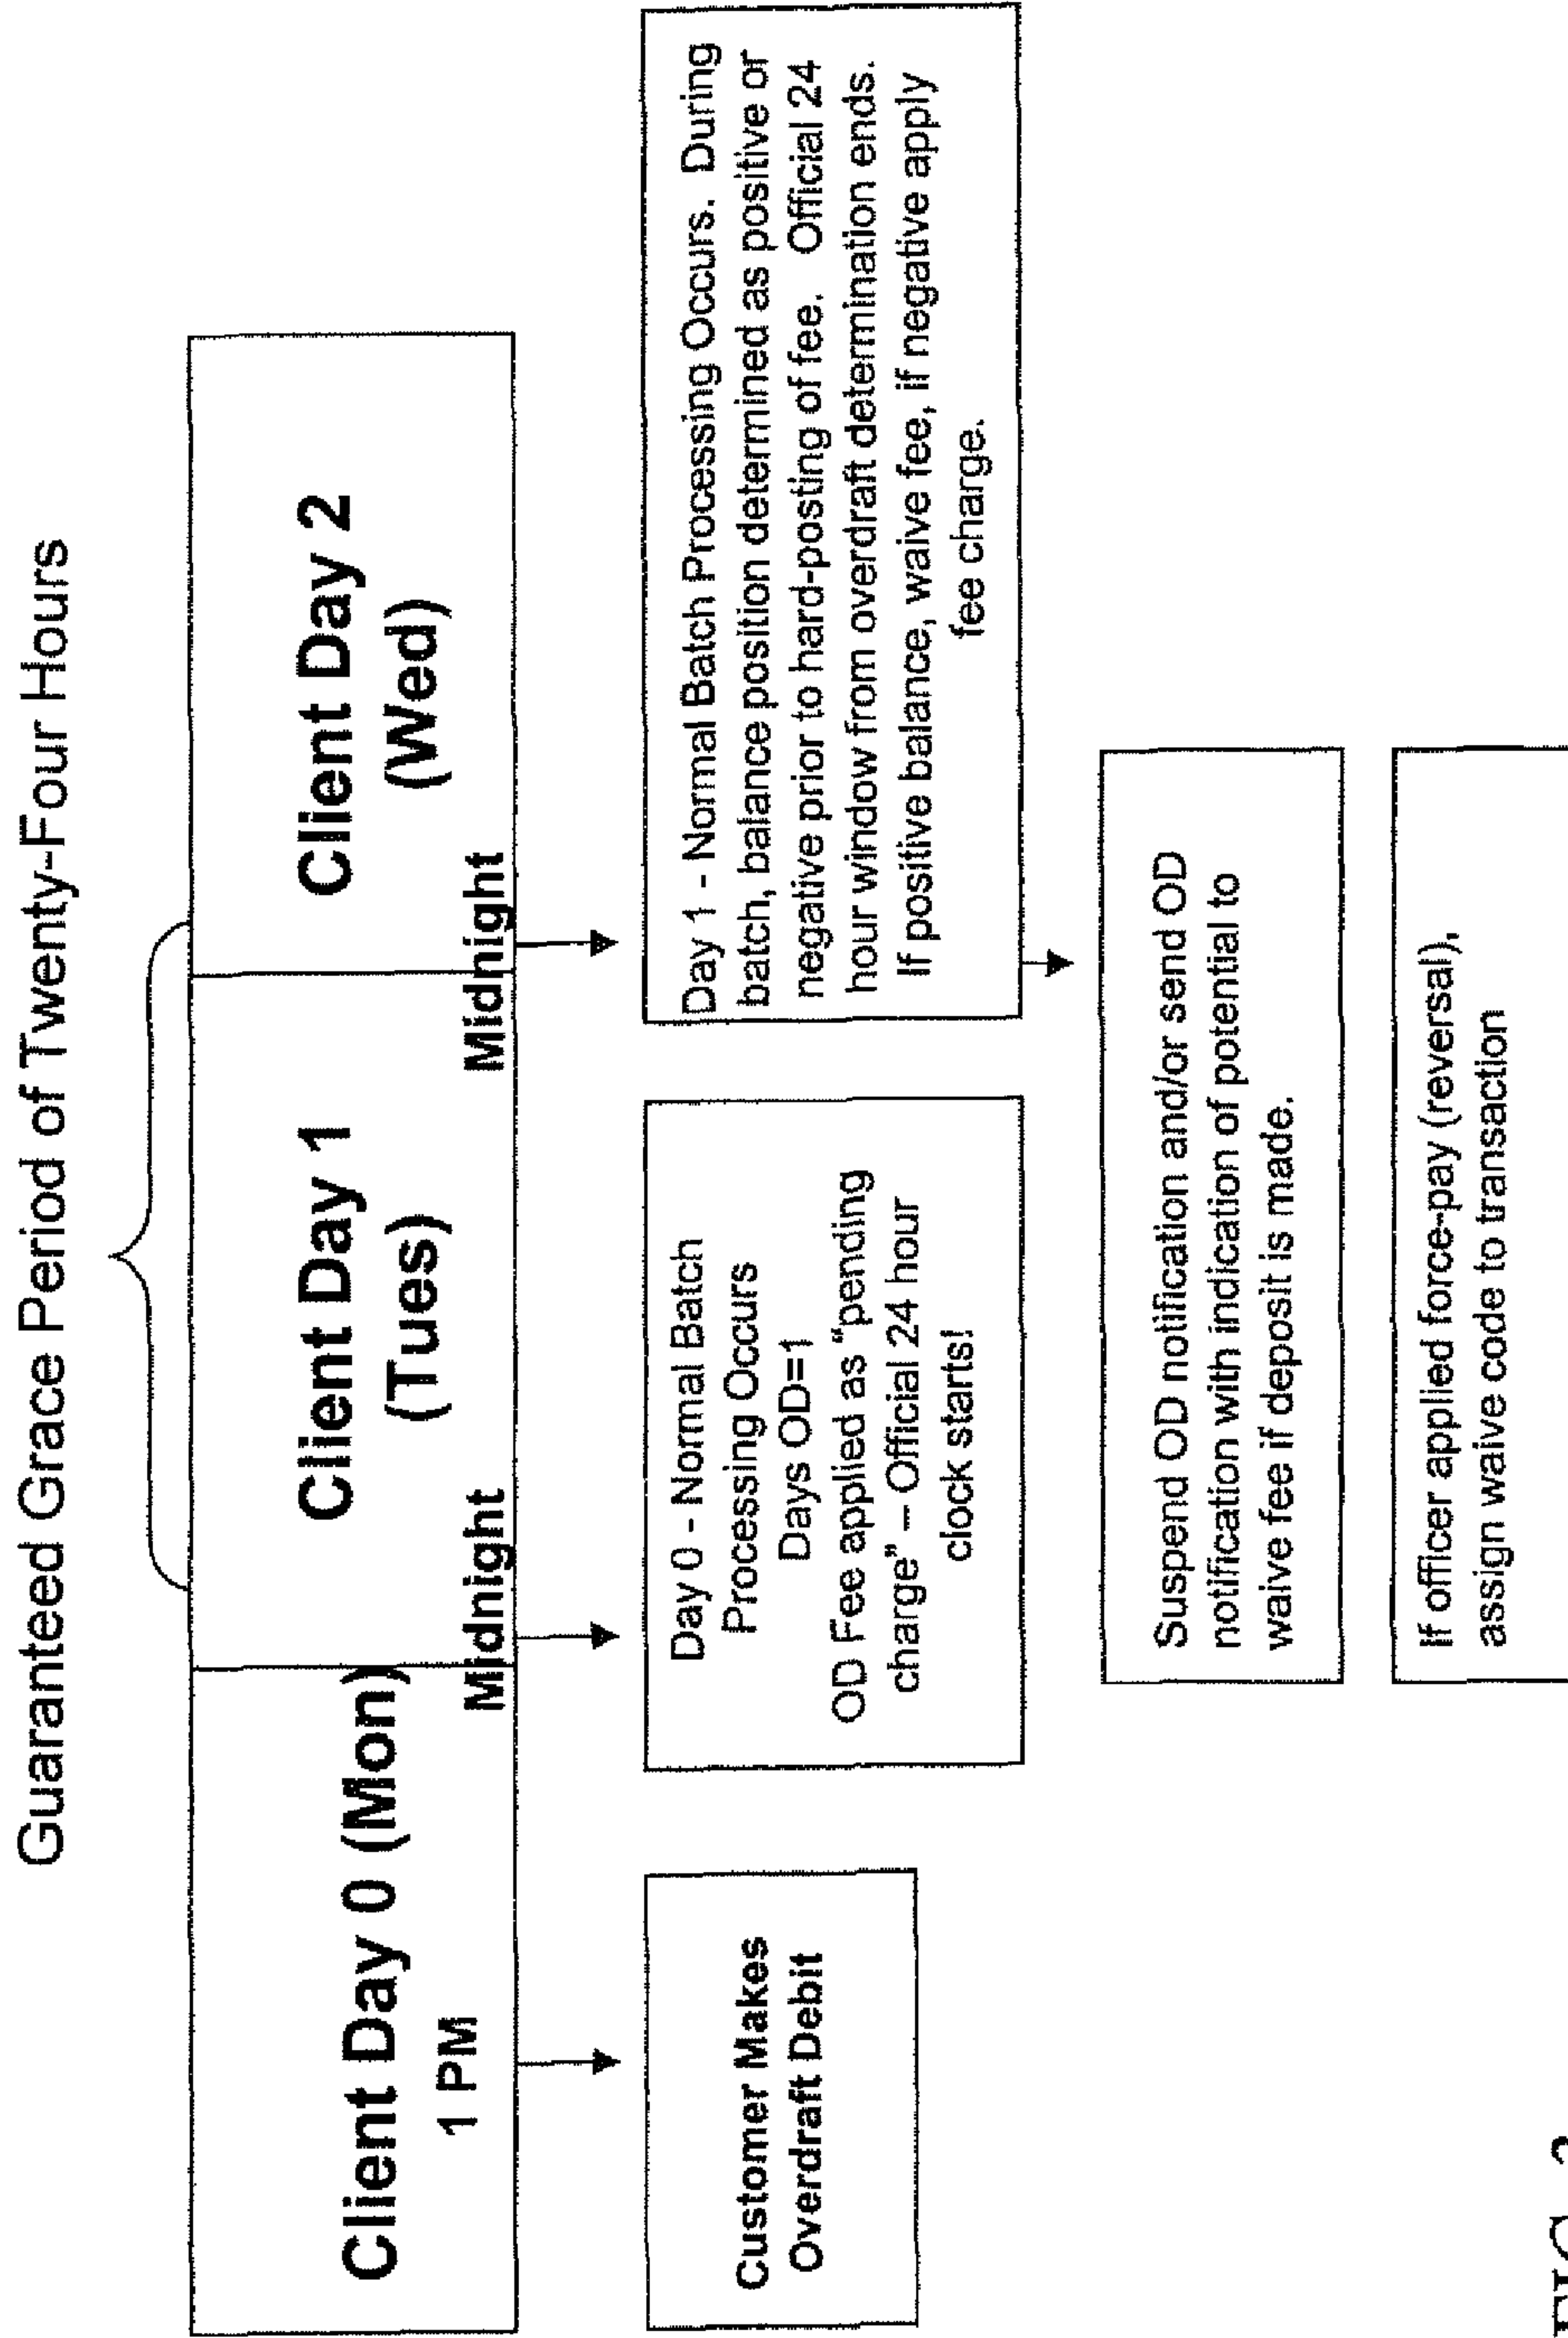 Guaranteed Grace Period of Twenty-Four Hours
Client Day 0 (Mon)
1 PM
Client Day 1
(Tues)
Client Day 2
(Wed)
Midnight
Midnight
Customer Makes
Overdraft Debit
Day 0 - Normal Batch
Processing Occurs
Days OD=1
OD Fee applied as “pending
charge” – Official 24 hour
clock starts!
Day 1 - Normal Batch Processing Occurs. During
batch, balance position determined as positive or
negative prior to hard-posting of fee. Official 24
hour window from overdraft determination ends.
If positive balance, waive fee, if negative apply
fee charge.
Suspend OD notification and/or send OD
notification with indication of potential to
waive fee if deposit is made.
If officer applied force-pay (reversal),
assign waive code to transaction
FIG.